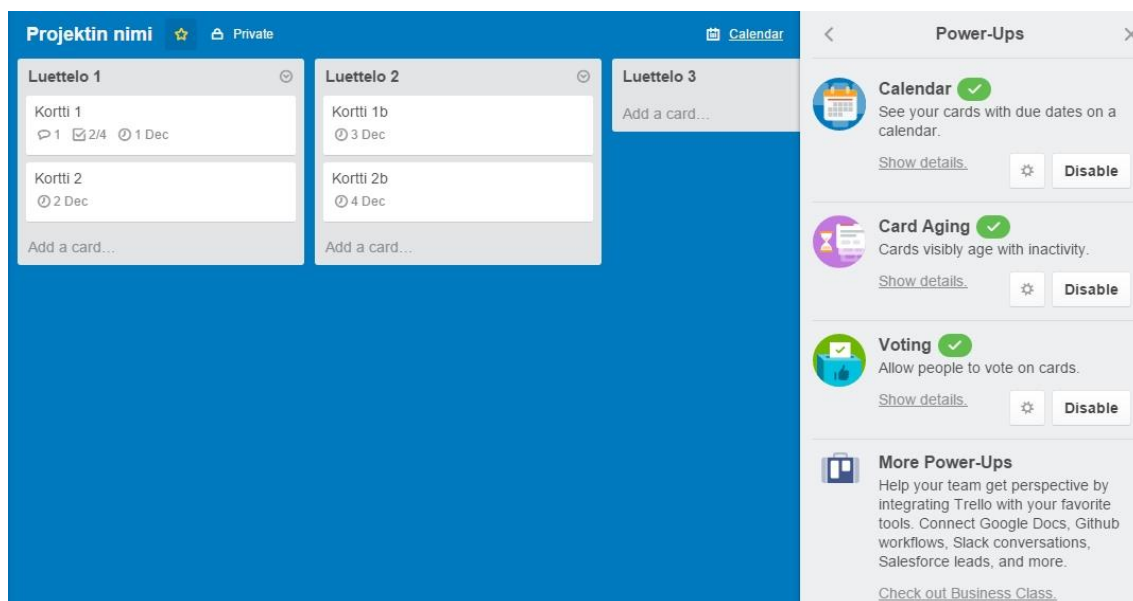 Projektin nimi
Private
Calendar
Luettelo 1
Kortti 1
1 2/4 1 Dec
Kortti 2
2 Dec
Add a card...
Luettelo 2
Kortti 1b
3 Dec
Kortti 2b
4 Dec
Add a card...
Luettelo 3
Add a card...
Power-Ups
Calendar
See your cards with due dates on a
calendar.
Show details.
Disable
Card Aging
Cards visibly age with inactivity.
Show details.
Disable
Voting
Allow people to vote on cards.
Show details.
Disable
More Power-Ups
Help your team get perspective by
integrating Trello with your favorite
tools. Connect Google Docs, Github
workflows, Slack conversations,
Salesforce leads, and more.
Check out Business Class.